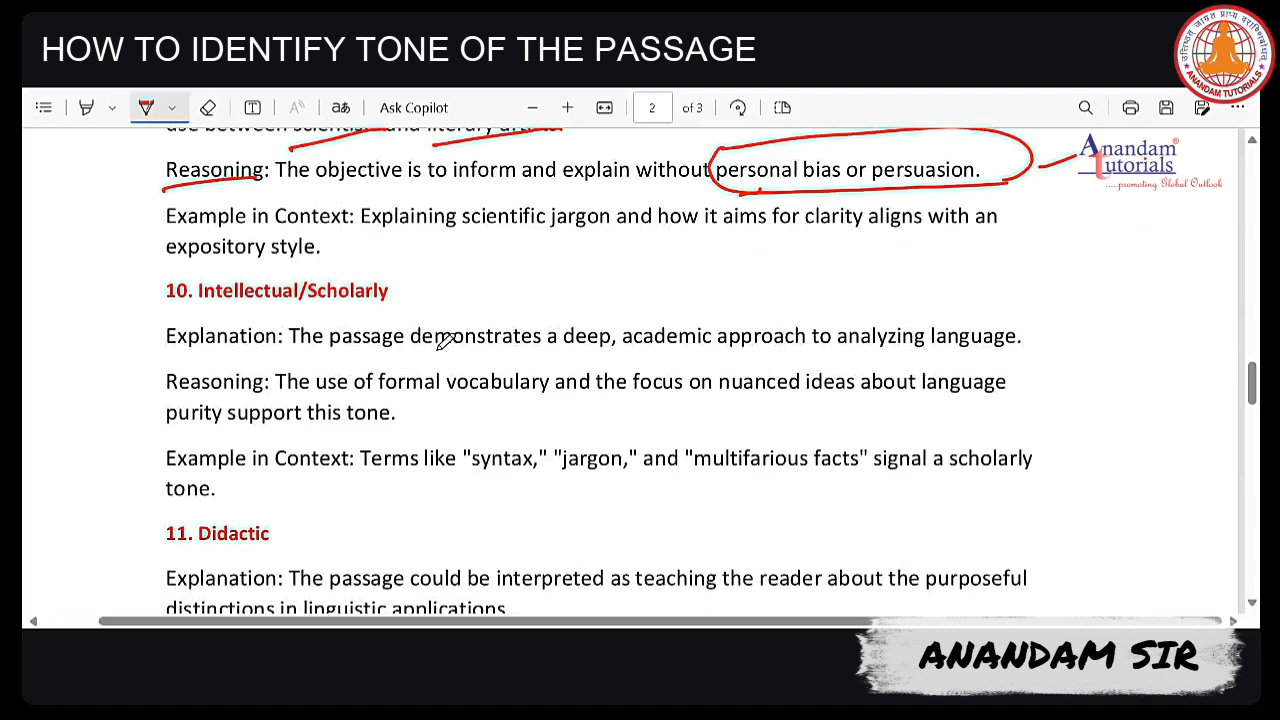 HOW TO IDENTIFY TONE OF THE PASSAGE
ANANDAM TUTORIALS
Ask Copilot
2 of 3
Reasoning: The objective is to inform and explain without personal bias or persuasion.
Anandam
Tutorials
.....promoting Global Outlook
Example in Context: Explaining scientific jargon and how it aims for clarity aligns with an
expository style.
10. Intellectual/Scholarly
Explanation: The passage demonstrates a deep, academic approach to analyzing language.
Reasoning: The use of formal vocabulary and the focus on nuanced ideas about language
purity support this tone.
Example in Context: Terms like "syntax," "jargon," and "multifarious facts" signal a scholarly
tone.
11. Didactic
Explanation: The passage could be interpreted as teaching the reader about the purposeful
distinctions in linguistic applications.
ANANDAM SIR